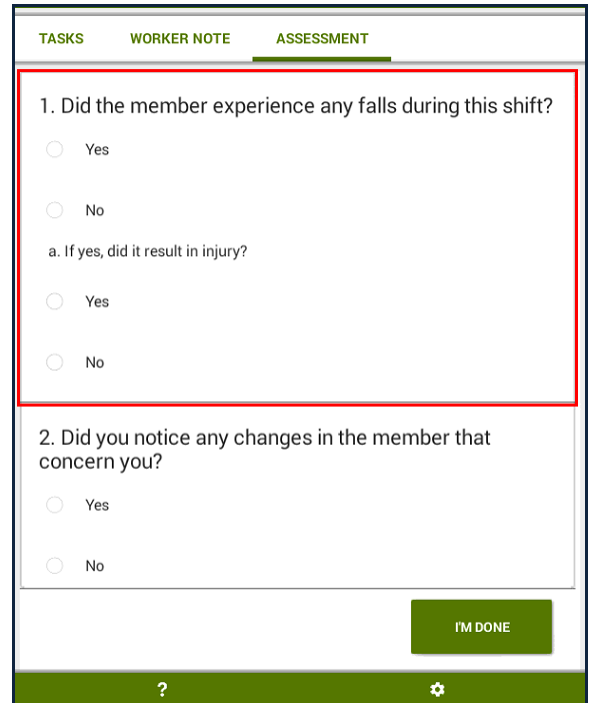 TASKS WORKER NOTE ASSESSMENT
1. Did the member experience any falls during this shift?
Yes
No
a. If yes, did it result in injury?
Yes
No
2. Did you notice any changes in the member that
concern you?
Yes
No
I'M DONE
?